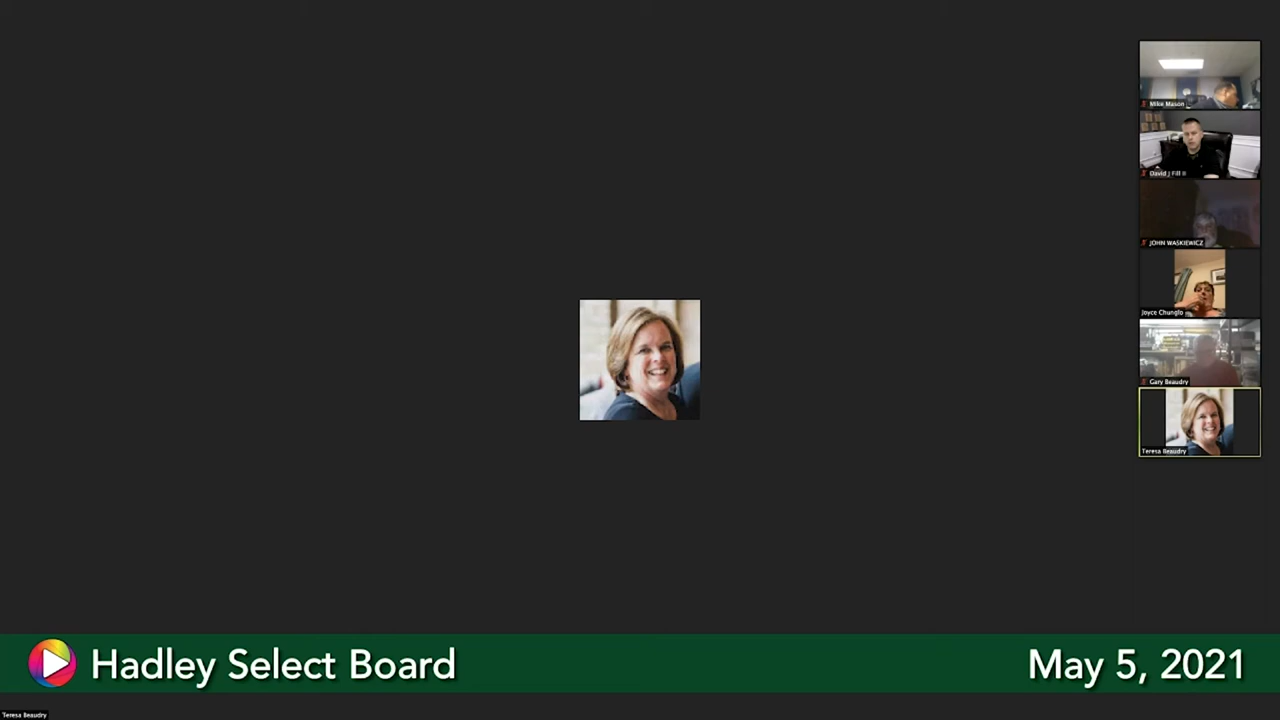 Mike Mason
David J Fill II
JOHN WASKIEWICZ
Joyce Chunglo
Gary Beaudry
Teresa Beaudry
Hadley Select Board
May 5, 2021
Teresa Beaudry